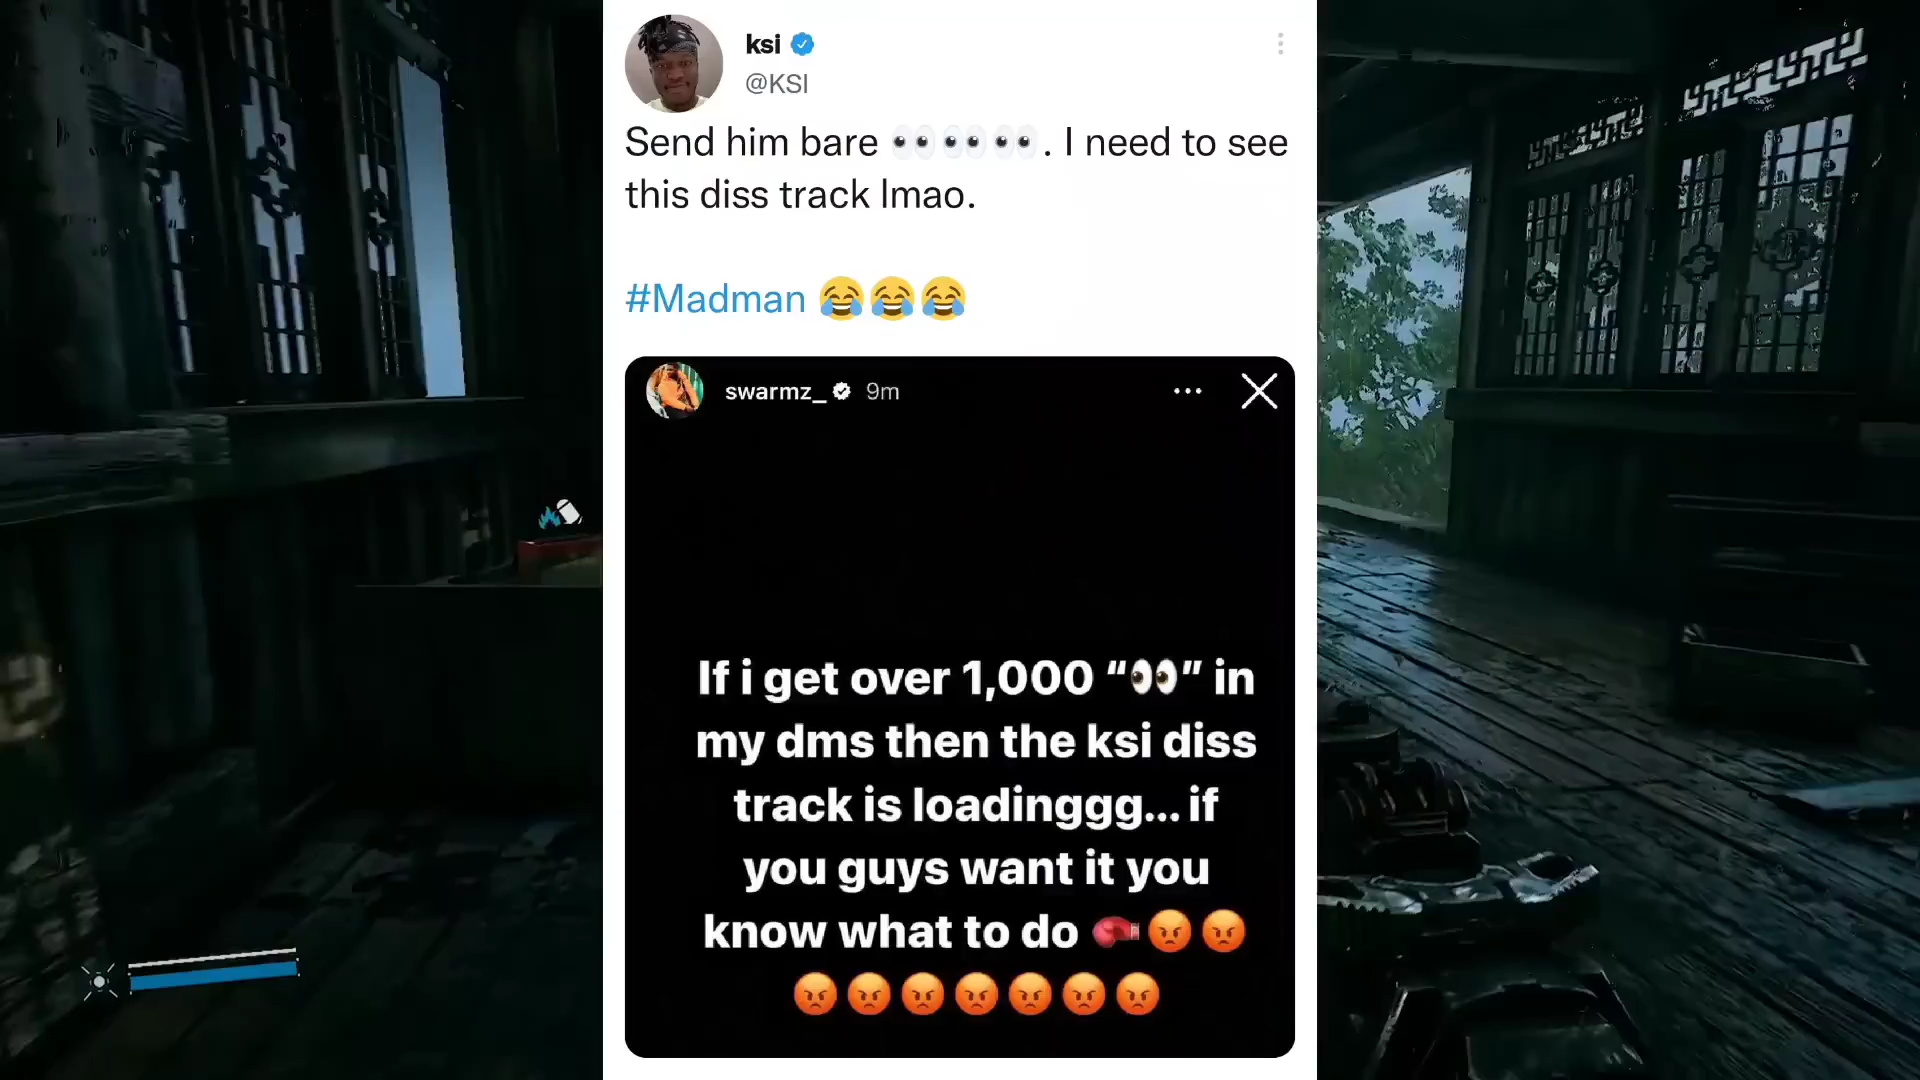 ksi
@KSI
Send him bare 👀👀👀. I need to see
this diss track lmao.
#Madman 😂😂😂
swarmz_ 9m
If i get over 1,000 “👀” in
my dms then the ksi diss
track is loadinggg... if
you guys want it you
know what to do 🥊😡😡
😡😡😡😡😡😡😡